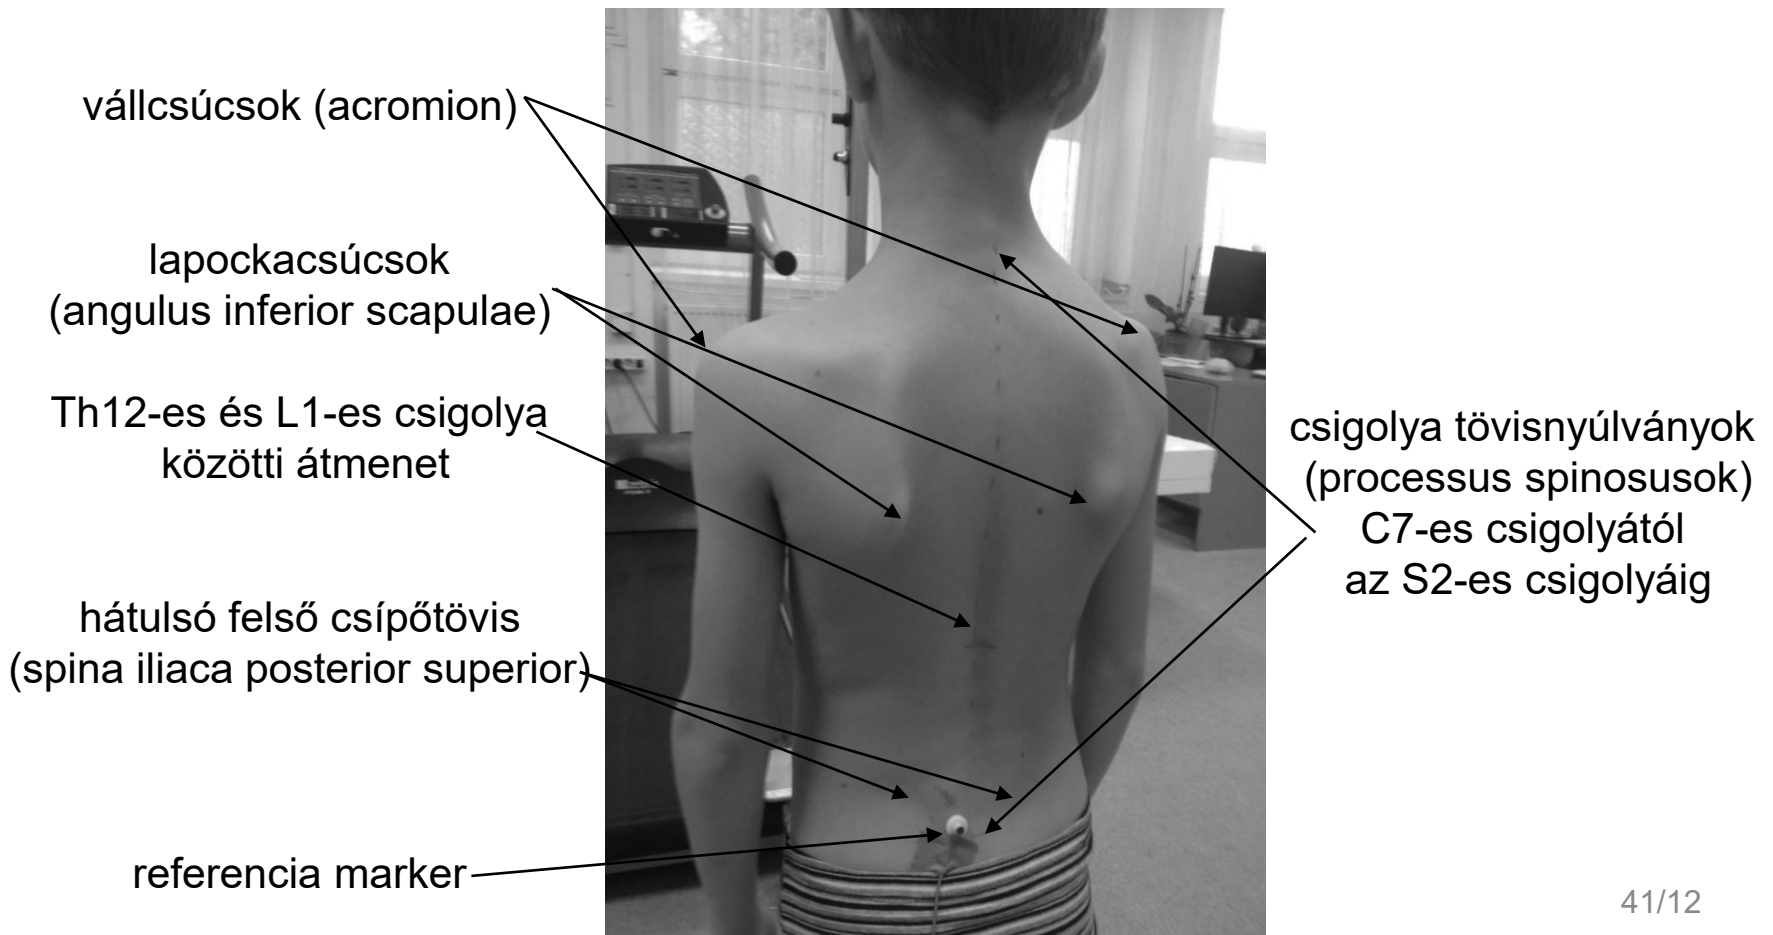 vállcsúcsok (acromion)
lapockacsúcsok
(angulus inferior scapulae)
Th12-es és L1-es csigolya
közötti átmenet
hátulsó felső csípőtövis
(spina iliaca posterior superior)
referencia marker
csigolya tövisnyúlványok
(processus spinosusok)
C7-es csigolyától
az S2-es csigolyáig
41/12